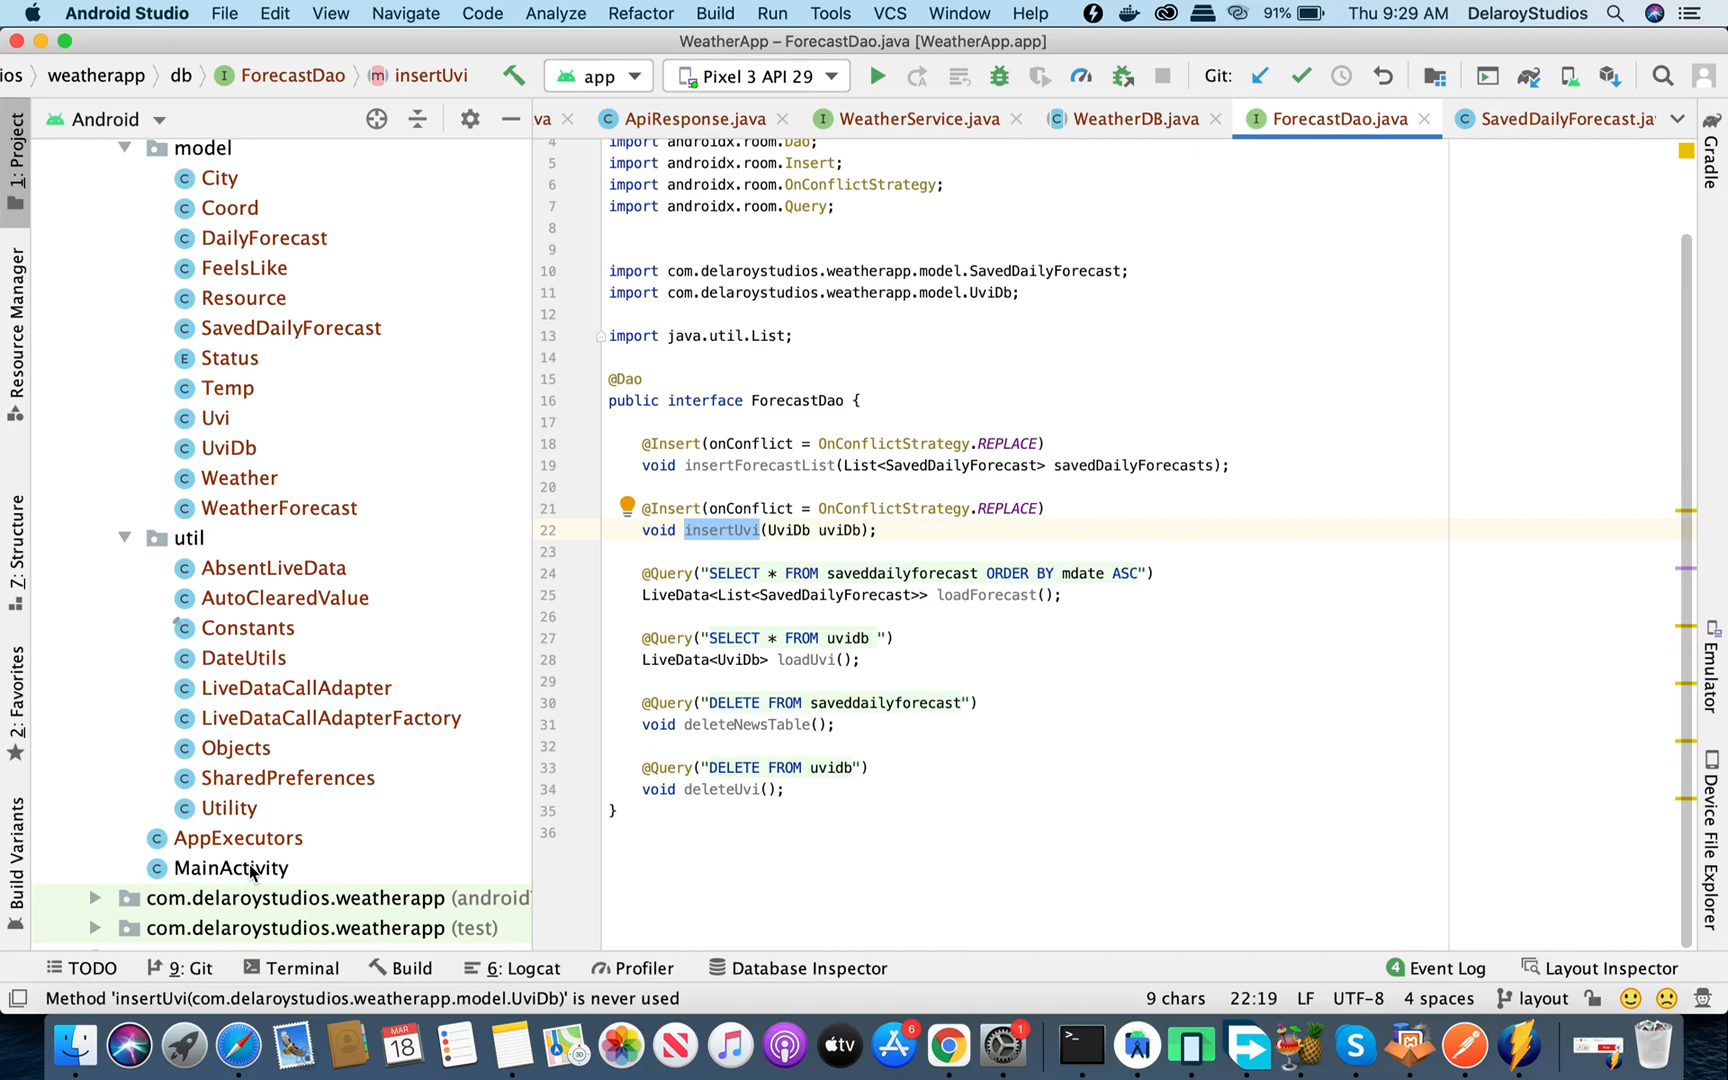 Android Studio File Edit View Navigate Code Analyze Refactor Build Run Tools VCS Window Help 91% Thu 9:29 AM DelaroyStudios
WeatherApp – ForecastDao.java [WeatherApp.app]
ios weatherapp db ForecastDao insertUvi app Pixel 3 API 29 Git:
Android
va ApiResponse.java WeatherService.java WeatherDB.java ForecastDao.java SavedDailyForecast.ja
1: Project
Resource Manager
7: Structure
2: Favorites
Build Variants
model
City
Coord
DailyForecast
FeelsLike
Resource
SavedDailyForecast
Status
Temp
Uvi
UviDb
Weather
WeatherForecast
util
AbsentLiveData
AutoClearedValue
Constants
DateUtils
LiveDataCallAdapter
LiveDataCallAdapterFactory
Objects
SharedPreferences
Utility
AppExecutors
MainActivity
com.delaroystudios.weatherapp (android
com.delaroystudios.weatherapp (test)
4 import androidx.room.Dao;
5 import androidx.room.Insert;
6 import androidx.room.OnConflictStrategy;
7 import androidx.room.Query;
8
9
10 import com.delaroystudios.weatherapp.model.SavedDailyForecast;
11 import com.delaroystudios.weatherapp.model.UviDb;
12
13 import java.util.List;
14
15 @Dao
16 public interface ForecastDao {
17
18 @Insert(onConflict = OnConflictStrategy.REPLACE)
19 void insertForecastList(List<SavedDailyForecast> savedDailyForecasts);
20
21 @Insert(onConflict = OnConflictStrategy.REPLACE)
22 void insertUvi(UviDb uviDb);
23
24 @Query("SELECT * FROM saveddailyforecast ORDER BY mdate ASC")
25 LiveData<List<SavedDailyForecast>> loadForecast();
26
27 @Query("SELECT * FROM uvidb ")
28 LiveData<UviDb> loadUvi();
29
30 @Query("DELETE FROM saveddailyforecast")
31 void deleteNewsTable();
32
33 @Query("DELETE FROM uvidb")
34 void deleteUvi();
35 }
36
Gradle
Emulator
Device File Explorer
TODO 9: Git Terminal Build 6: Logcat Profiler Database Inspector 4 Event Log Layout Inspector
Method 'insertUvi(com.delaroystudios.weatherapp.model.UviDb)' is never used 9 chars 22:19 LF UTF-8 4 spaces layout
MAR
18
tv
6
1